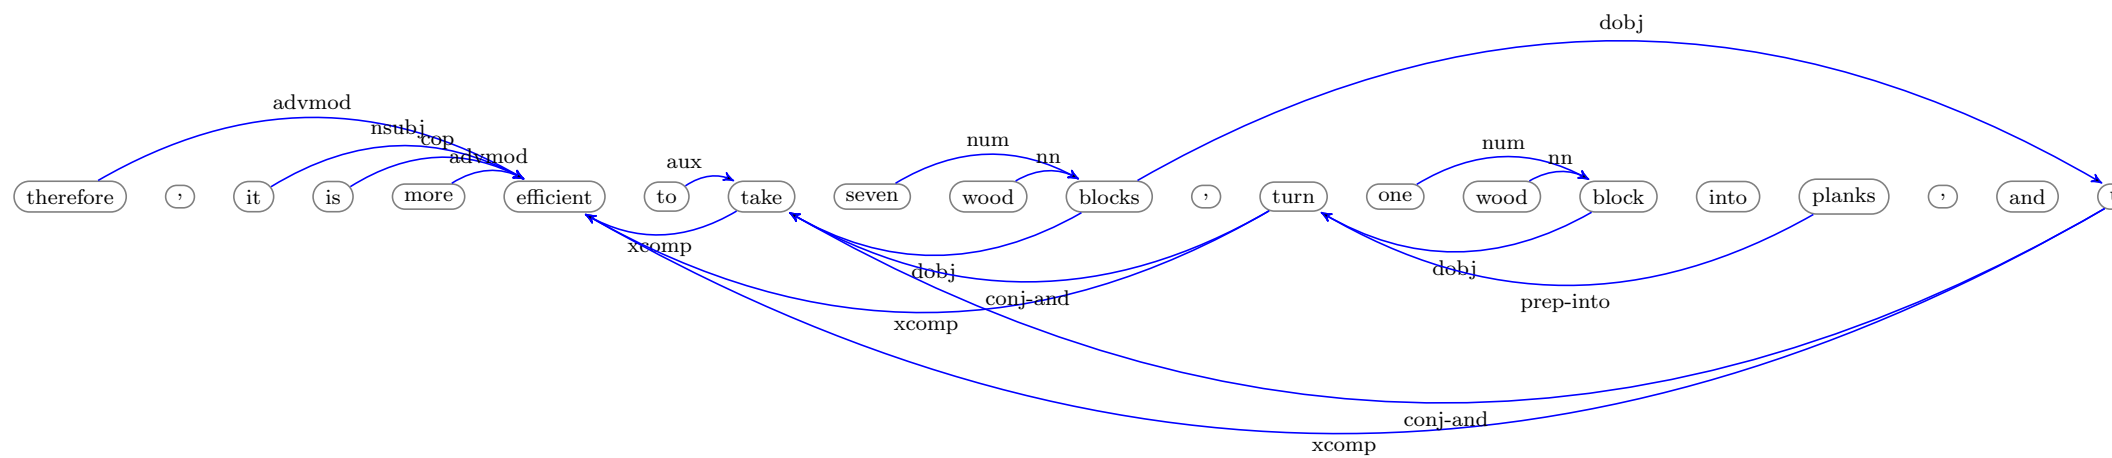 dobj
advmod
nsubj
cop
advmod
aux
num
nn
num
nn
therefore , it is more efficient to take seven wood blocks , turn one wood block into planks , and
xcomp
dobj
conj-and
xcomp
dobj
prep-into
conj-and
xcomp